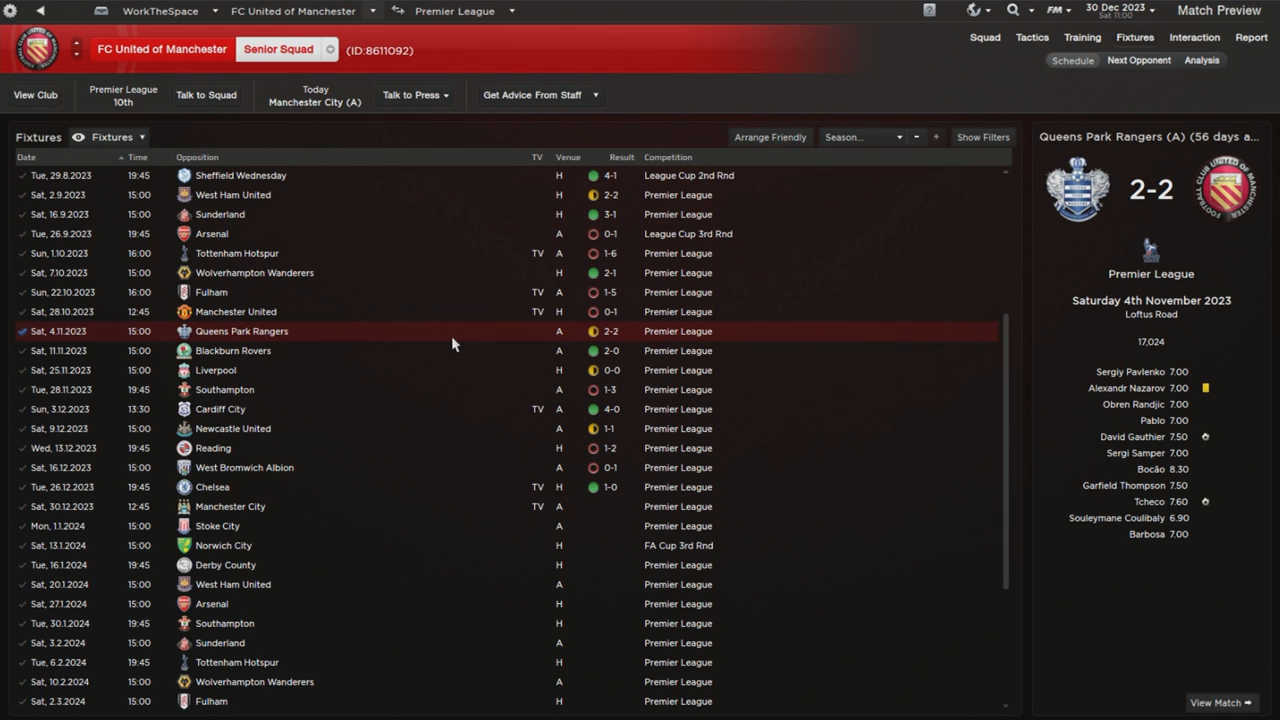 WorkTheSpace FC United of Manchester Premier League FM 30 Dec 2023 Match Preview
Sat 11:00
FC United of Manchester Senior Squad (ID:8611092)
Squad Tactics Training Fixtures Interaction Report
Schedule Next Opponent Analysis
View Club Premier League Talk to Squad Today Talk to Press Get Advice From Staff
10th Manchester City (A)
Fixtures Fixtures Arrange Friendly Season... - + Show Filters
Date Time Opposition TV Venue Result Competition
Tue, 29.8.2023 19:45 Sheffield Wednesday H 4-1 League Cup 2nd Rnd
Sat, 2.9.2023 15:00 West Ham United H 2-2 Premier League
Sat, 16.9.2023 15:00 Sunderland H 3-1 Premier League
Tue, 26.9.2023 19:45 Arsenal A 0-1 League Cup 3rd Rnd
Sun, 1.10.2023 16:00 Tottenham Hotspur TV A 1-6 Premier League
Sat, 7.10.2023 15:00 Wolverhampton Wanderers H 2-1 Premier League
Sun, 22.10.2023 16:00 Fulham TV A 1-5 Premier League
Sat, 28.10.2023 12:45 Manchester United TV H 0-1 Premier League
Sat, 4.11.2023 15:00 Queens Park Rangers A 2-2 Premier League
Sat, 11.11.2023 15:00 Blackburn Rovers A 2-0 Premier League
Sat, 25.11.2023 15:00 Liverpool H 0-0 Premier League
Tue, 28.11.2023 19:45 Southampton A 1-3 Premier League
Sun, 3.12.2023 13:30 Cardiff City TV A 4-0 Premier League
Sat, 9.12.2023 15:00 Newcastle United A 1-1 Premier League
Wed, 13.12.2023 19:45 Reading H 1-2 Premier League
Sat, 16.12.2023 15:00 West Bromwich Albion A 0-1 Premier League
Tue, 26.12.2023 19:45 Chelsea TV H 1-0 Premier League
Sat, 30.12.2023 12:45 Manchester City TV A Premier League
Mon, 1.1.2024 15:00 Stoke City A Premier League
Sat, 13.1.2024 15:00 Norwich City H FA Cup 3rd Rnd
Tue, 16.1.2024 19:45 Derby County H Premier League
Sat, 20.1.2024 15:00 West Ham United A Premier League
Sat, 27.1.2024 15:00 Arsenal H Premier League
Tue, 30.1.2024 19:45 Southampton H Premier League
Sat, 3.2.2024 15:00 Sunderland A Premier League
Tue, 6.2.2024 19:45 Tottenham Hotspur H Premier League
Sat, 10.2.2024 15:00 Wolverhampton Wanderers A Premier League
Sat, 2.3.2024 15:00 Fulham H Premier League
Queens Park Rangers (A) (56 days a...
2-2
Premier League
Saturday 4th November 2023
Loftus Road
17,024
Sergiy Pavlenko 7.00
Alexandr Nazarov 7.00
Obren Randjic 7.00
Pablo 7.00
David Gauthier 7.50
Sergi Samper 7.00
Bocão 8.30
Garfield Thompson 7.50
Tcheco 7.60
Souleymane Coulibaly 6.90
Barbosa 7.00
View Match